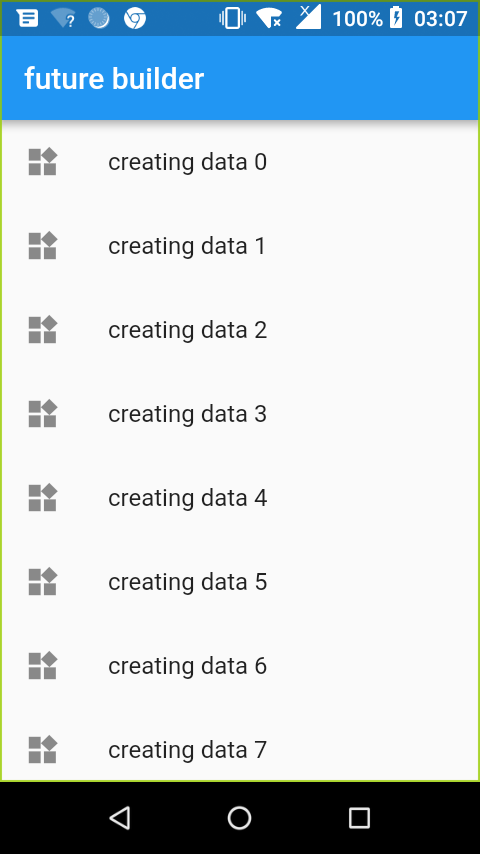 100% 03:07
future builder
creating data 0
creating data 1
creating data 2
creating data 3
creating data 4
creating data 5
creating data 6
creating data 7